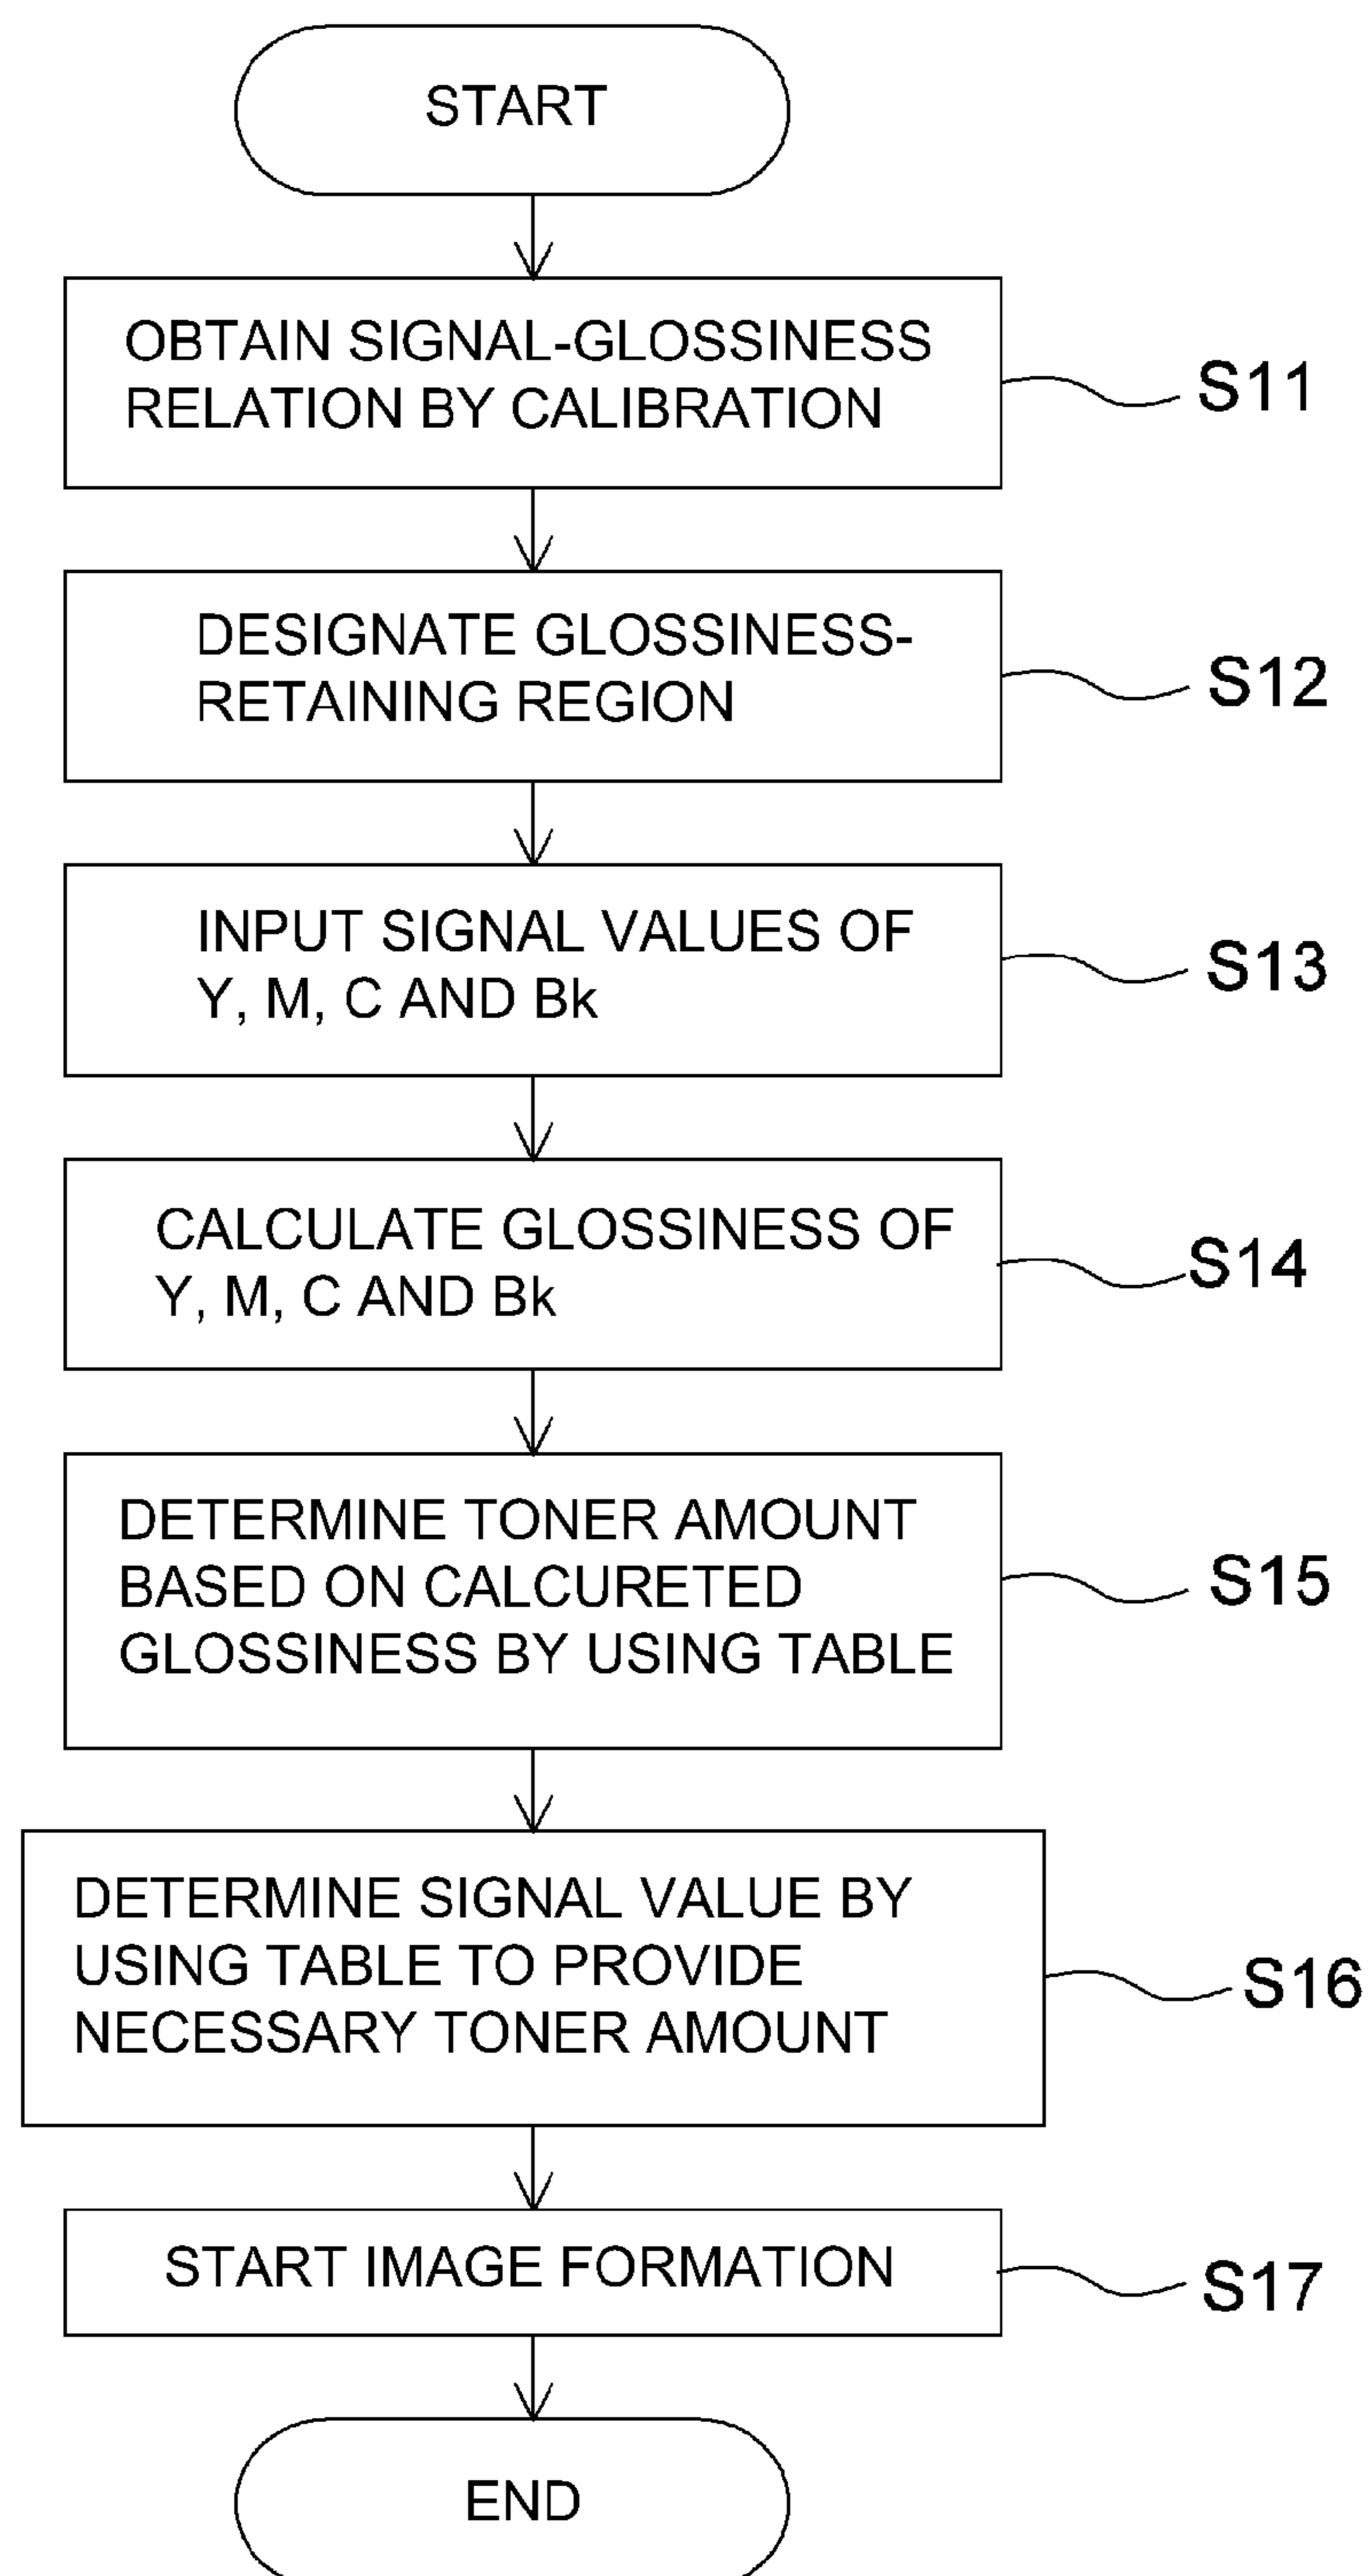 START
OBTAIN SIGNAL-GLOSSINESS
RELATION BY CALIBRATION
S11
DESIGNATE GLOSSINESS-
RETAINING REGION
S12
INPUT SIGNAL VALUES OF
Y, M, C AND Bk
S13
CALCULATE GLOSSINESS OF
Y, M, C AND Bk
S14
DETERMINE TONER AMOUNT
BASED ON CALCURETED
GLOSSINESS BY USING TABLE
S15
DETERMINE SIGNAL VALUE BY
USING TABLE TO PROVIDE
NECESSARY TONER AMOUNT
S16
START IMAGE FORMATION
S17
END